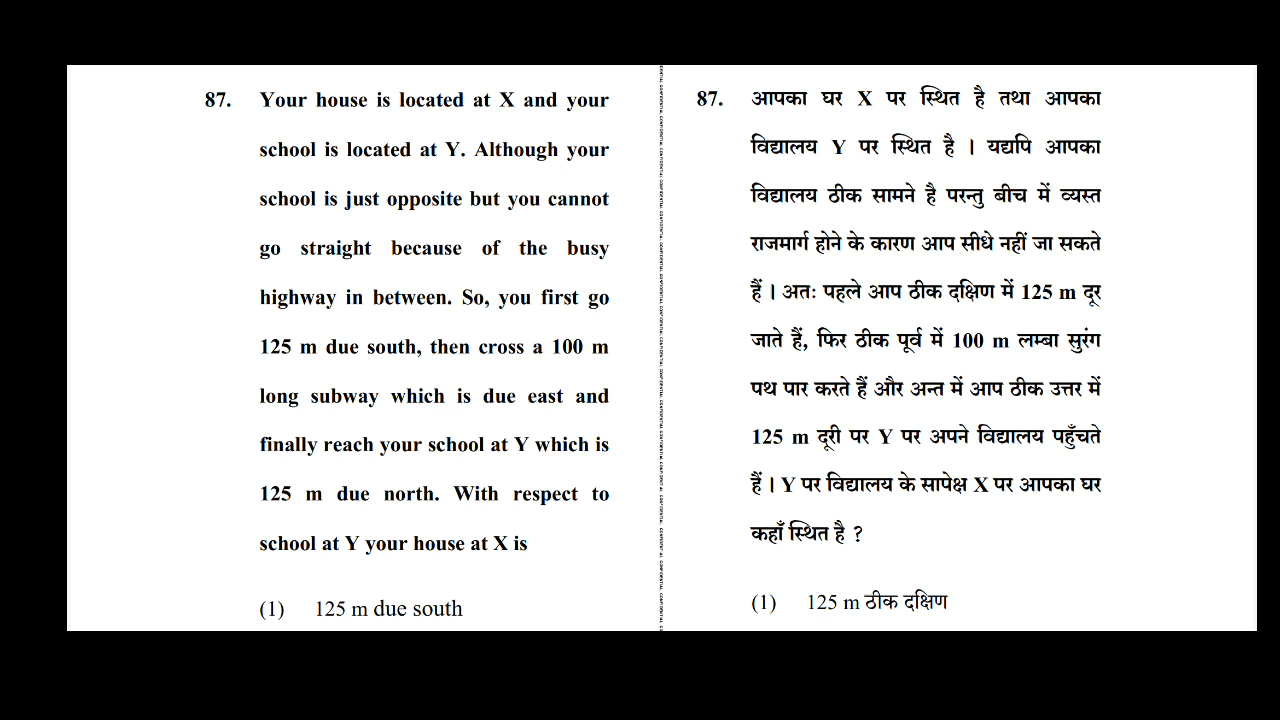 87. Your house is located at X and your
school is located at Y. Although your
school is just opposite but you cannot
go straight because of the busy
highway in between. So, you first go
125 m due south, then cross a 100 m
long subway which is due east and
finally reach your school at Y which is
125 m due north. With respect to
school at Y your house at X is
(1) 125 m due south
87. आपका घर X पर स्थित है तथा आपका
विद्यालय Y पर स्थित है । यद्यपि आपका
विद्यालय ठीक सामने है परन्तु बीच में व्यस्त
राजमार्ग होने के कारण आप सीधे नहीं जा सकते
हैं । अतः पहले आप ठीक दक्षिण में 125 m दूर
जाते हैं, फिर ठीक पूर्व में 100 m लम्बा सुरंग
पथ पार करते हैं और अन्त में आप ठीक उत्तर में
125 m दूरी पर Y पर अपने विद्यालय पहुँचते
हैं । Y पर विद्यालय के सापेक्ष X पर आपका घर
कहाँ स्थित है ?
(1) 125 m ठीक दक्षिण